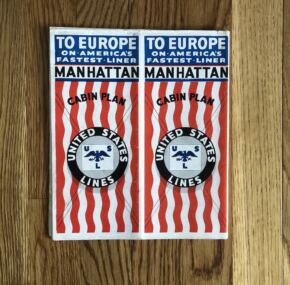 TO EUROPE
ON·AMERICA'S
FASTEST·LINER
MANHATTAN
CABIN PLAN
UNITED STATES
U S
L
LINES
TO EUROPE
ON·AMERICA'S
FASTEST·LINER
MANHATTAN
CABIN PLAN
UNITED STATES
U S
L
LINES